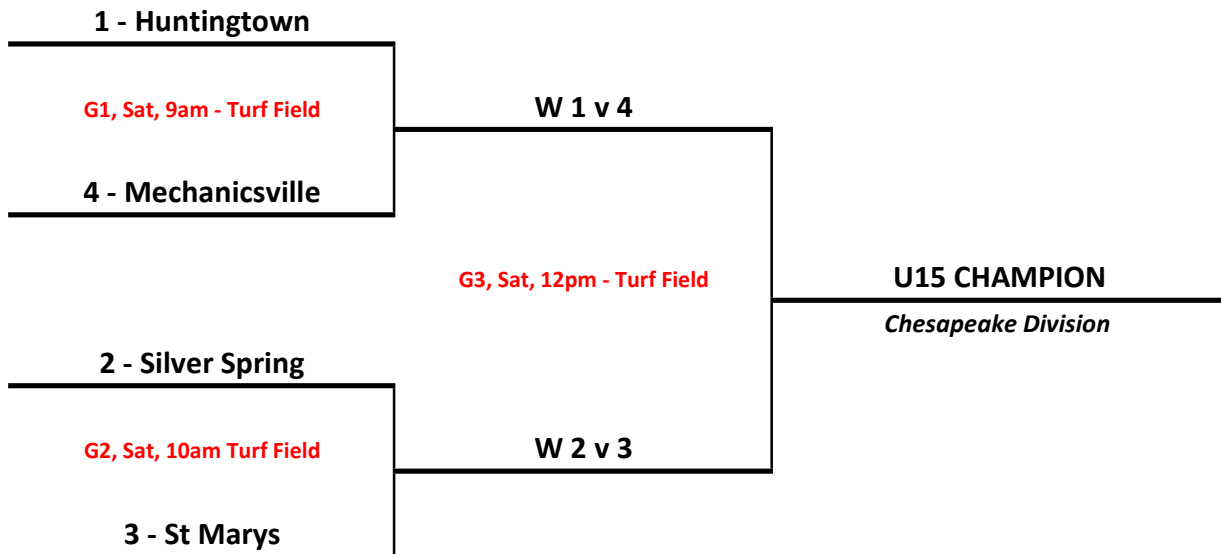 1 - Huntingtown
G1, Sat, 9am - Turf Field
W 1 v 4
4 - Mechanicsville
G3, Sat, 12pm - Turf Field
U15 CHAMPION
Chesapeake Division
2 - Silver Spring
G2, Sat, 10am Turf Field
W 2 v 3
3 - St Marys